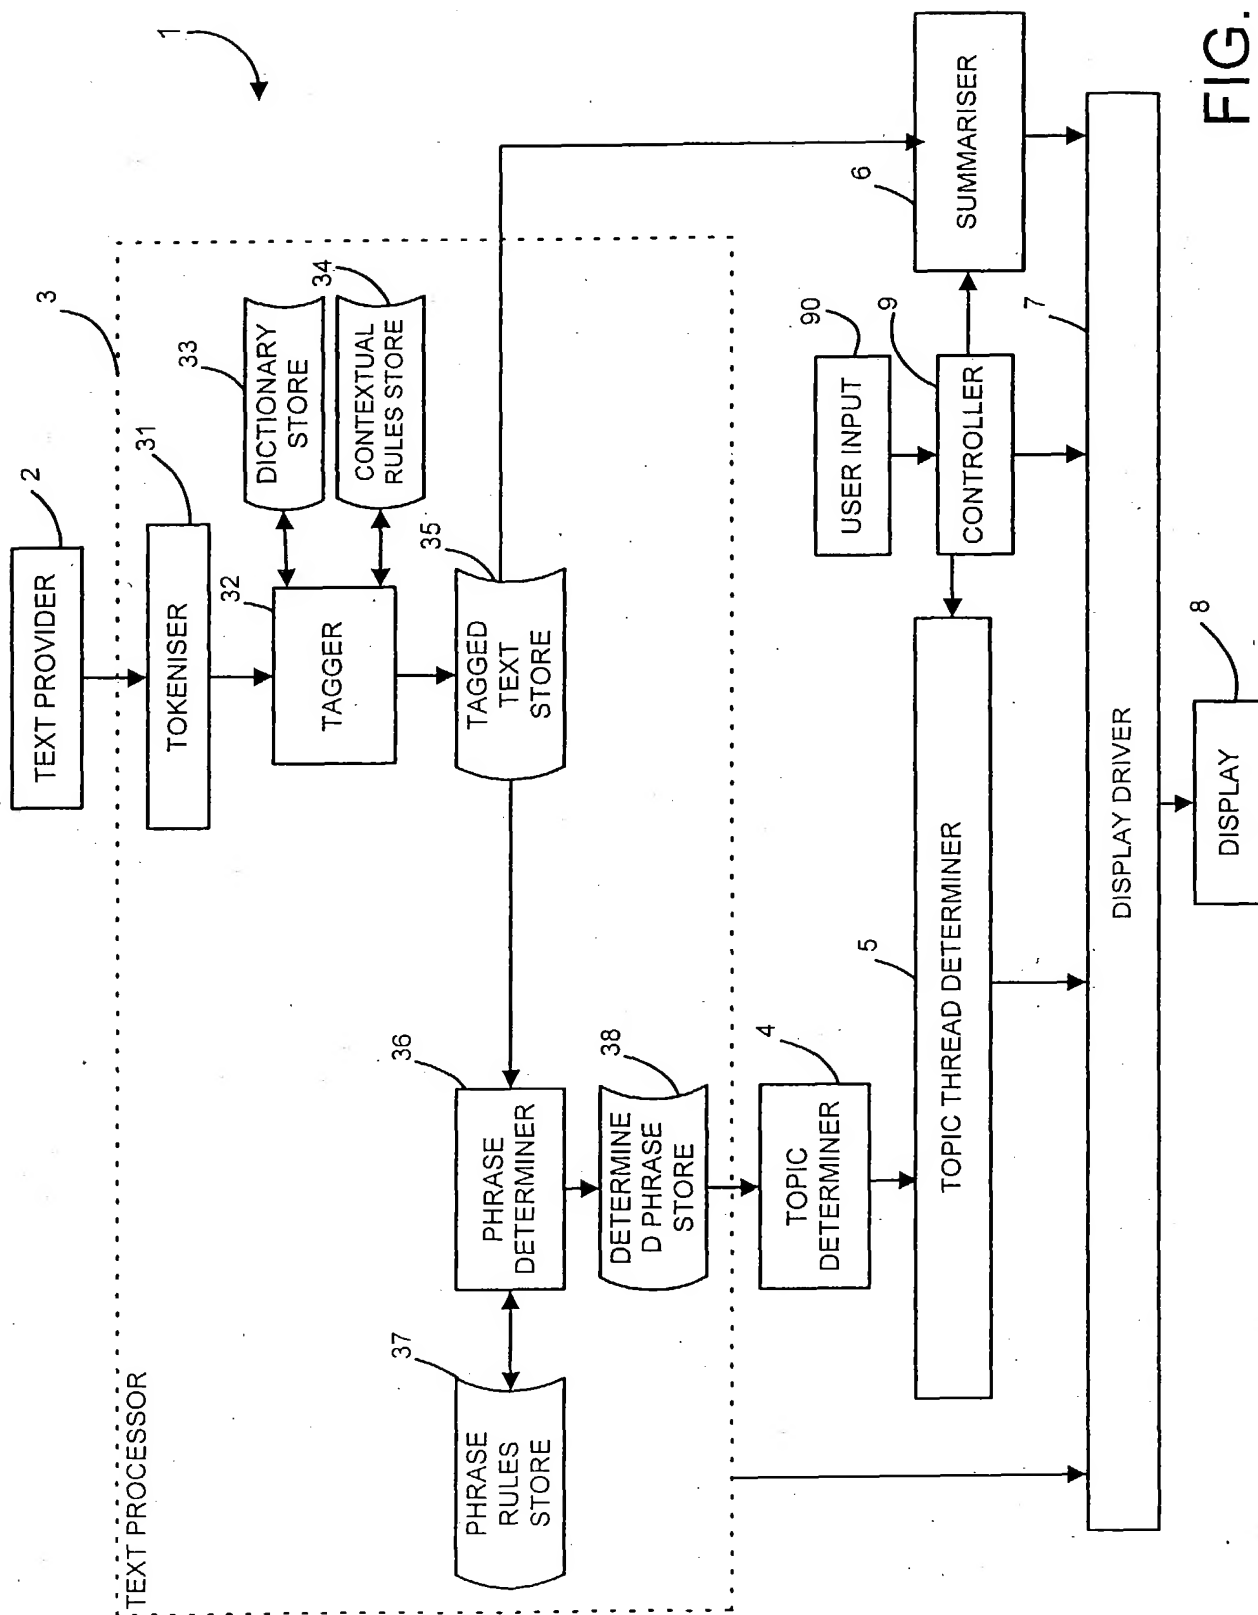 1
TEXT PROVIDER
2
TEXT PROCESSOR
3
TOKENISER
31
TAGGER
32
DICTIONARY
STORE
33
CONTEXTUAL
RULES STORE
34
TAGGED
TEXT
STORE
35
PHRASE
DETERMINER
36
PHRASE
RULES
STORE
37
DETERMINE
D PHRASE
STORE
38
TOPIC
DETERMINER
4
TOPIC THREAD DETERMINER
5
USER INPUT
90
CONTROLLER
9
SUMMARISER
6
DISPLAY DRIVER
7
DISPLAY
8
FIG.